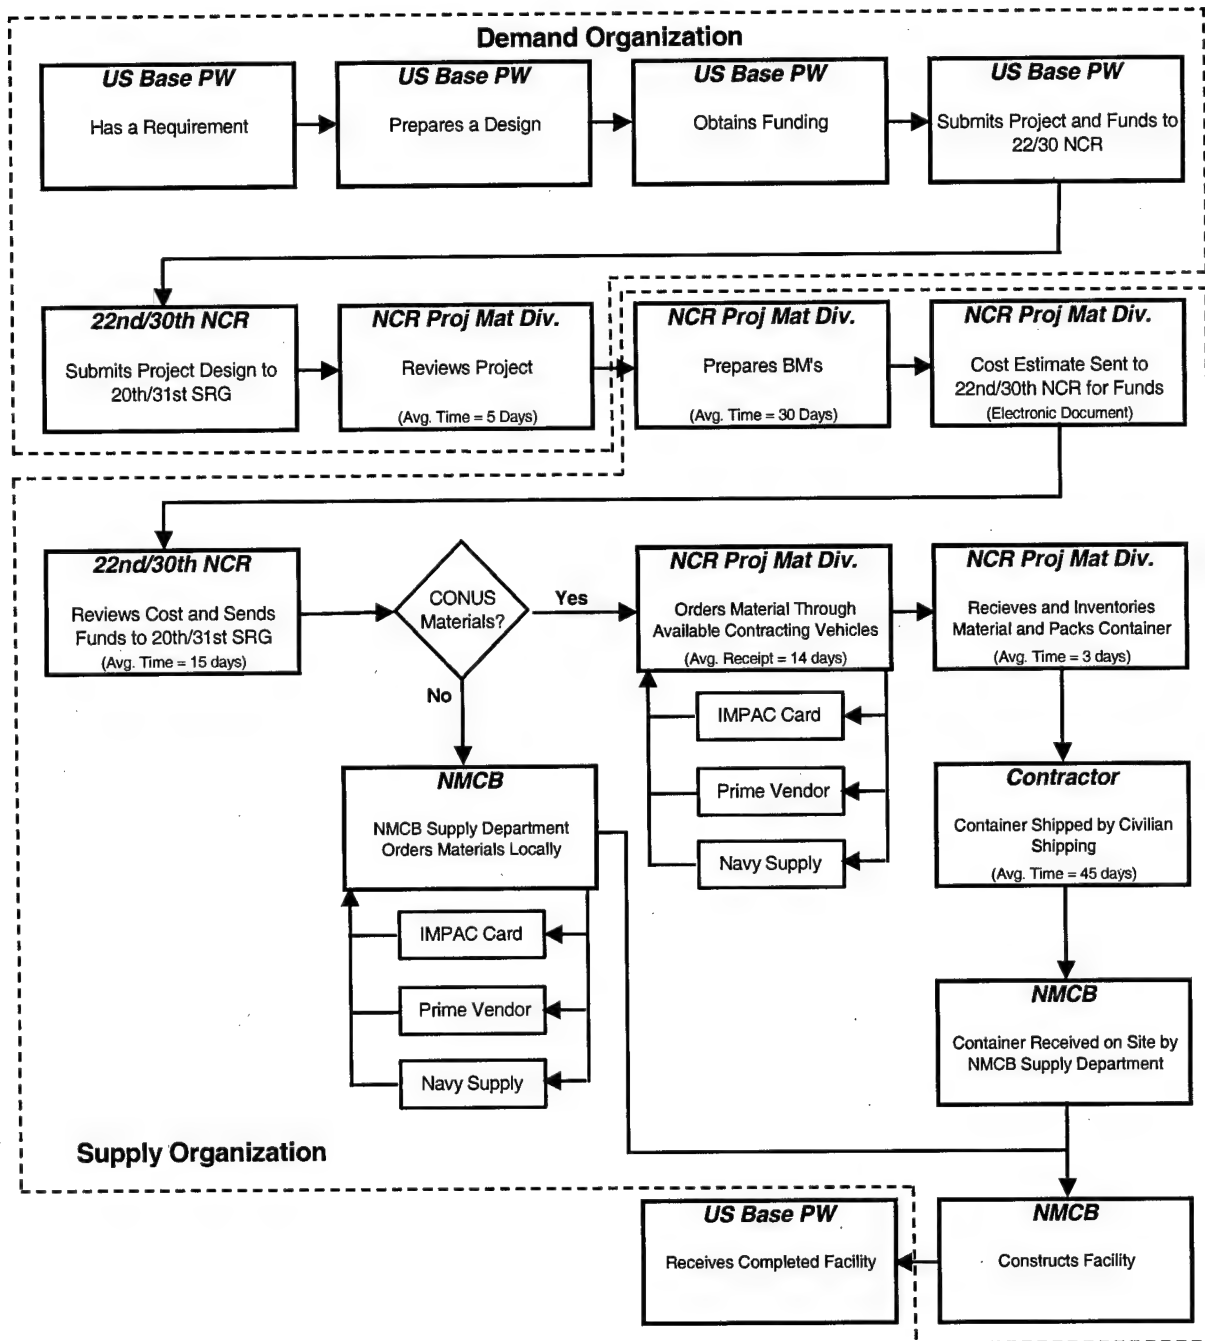 Demand Organization
US Base PW
Has a Requirement
US Base PW
Prepares a Design
US Base PW
Obtains Funding
US Base PW
Submits Project and Funds to
22/30 NCR
22nd/30th NCR
Submits Project Design to
20th/31st SRG
NCR Proj Mat Div.
Reviews Project
(Avg. Time = 5 Days)
NCR Proj Mat Div.
Prepares BM's
(Avg. Time = 30 Days)
NCR Proj Mat Div.
Cost Estimate Sent to
22nd/30th NCR for Funds
(Electronic Document)
22nd/30th NCR
Reviews Cost and Sends
Funds to 20th/31st SRG
(Avg. Time = 15 days)
CONUS
Materials?
Yes
No
NCR Proj Mat Div.
Orders Material Through
Available Contracting Vehicles
(Avg. Receipt = 14 days)
IMPAC Card
Prime Vendor
Navy Supply
NCR Proj Mat Div.
Recieves and Inventories
Material and Packs Container
(Avg. Time = 3 days)
NMCB
NMCB Supply Department
Orders Materials Locally
IMPAC Card
Prime Vendor
Navy Supply
Contractor
Container Shipped by Civilian
Shipping
(Avg. Time = 45 days)
NMCB
Container Received on Site by
NMCB Supply Department
Supply Organization
US Base PW
Receives Completed Facility
NMCB
Constructs Facility